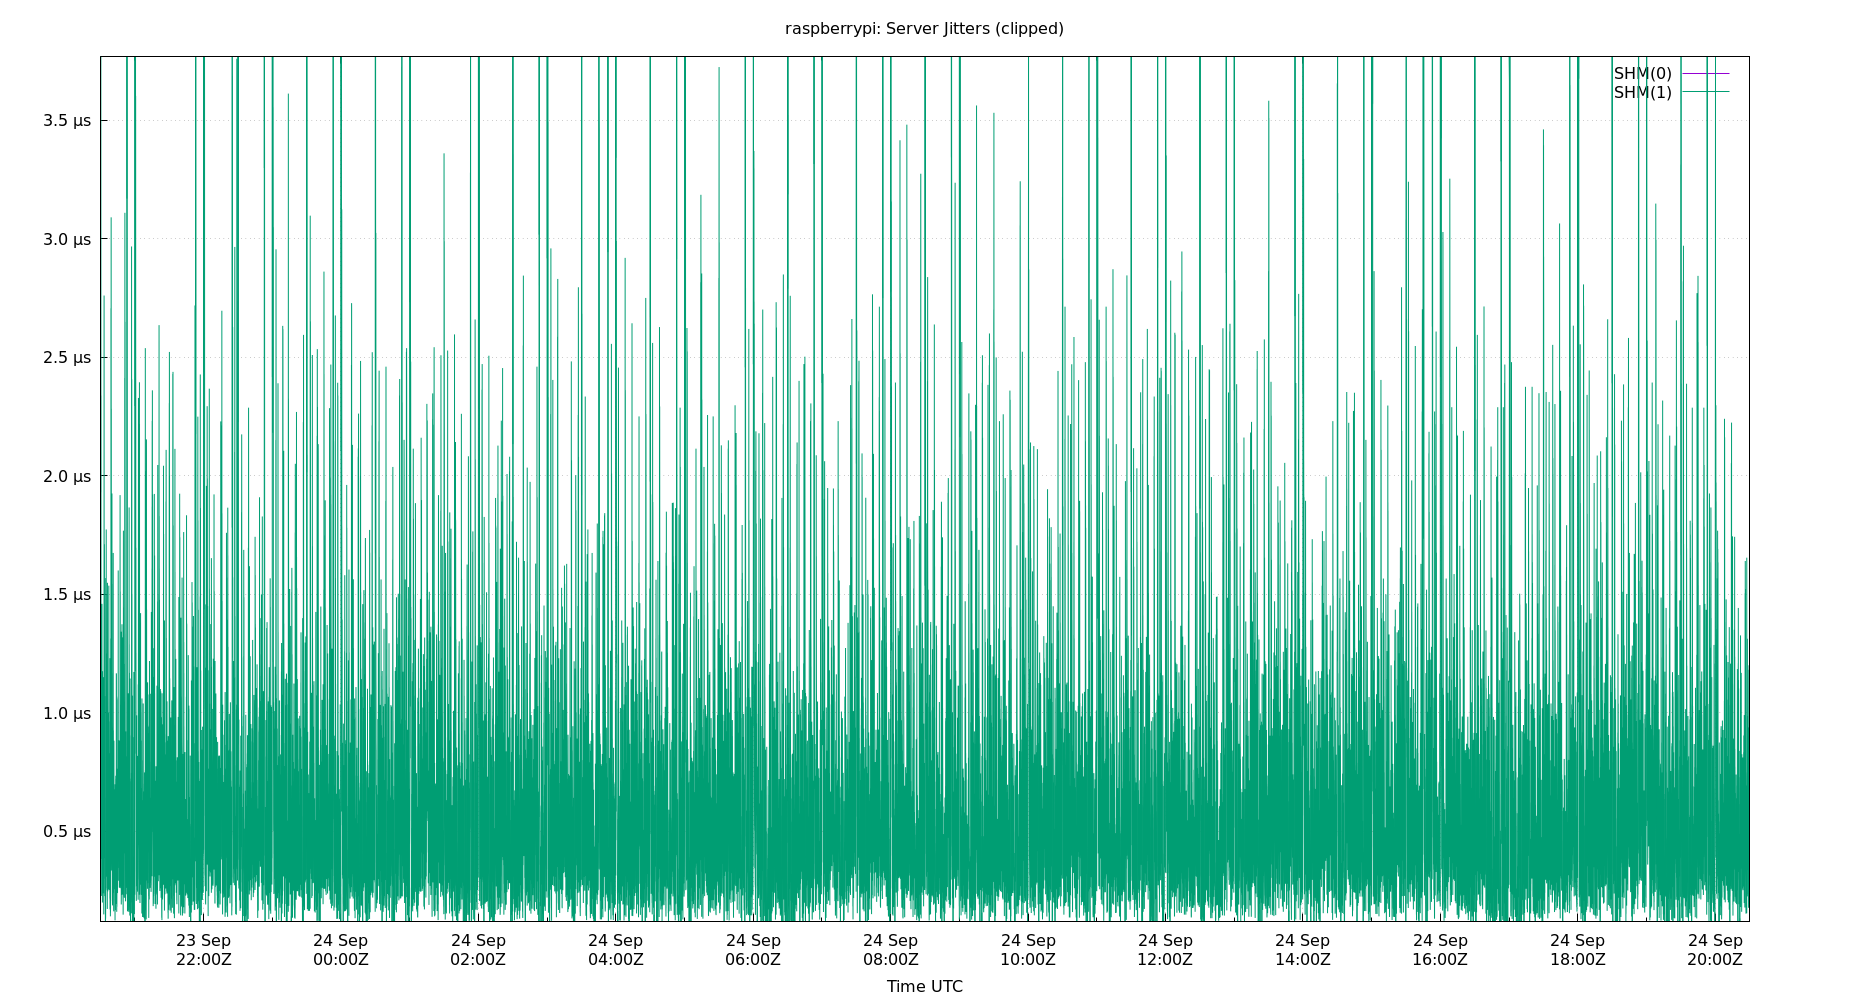 raspberrypi: Server Jitters (clipped)
SHM(0)
SHM(1)
3.5 μs
3.0 μs
2.5 μs
2.0 μs
1.5 μs
1.0 μs
0.5 μs
23 Sep 24 Sep 24 Sep 24 Sep 24 Sep 24 Sep 24 Sep 24 Sep 24 Sep 24 Sep 24 Sep 24 Sep
22:00Z 00:00Z 02:00Z 04:00Z 06:00Z 08:00Z 10:00Z 12:00Z 14:00Z 16:00Z 18:00Z 20:00Z
Time UTC